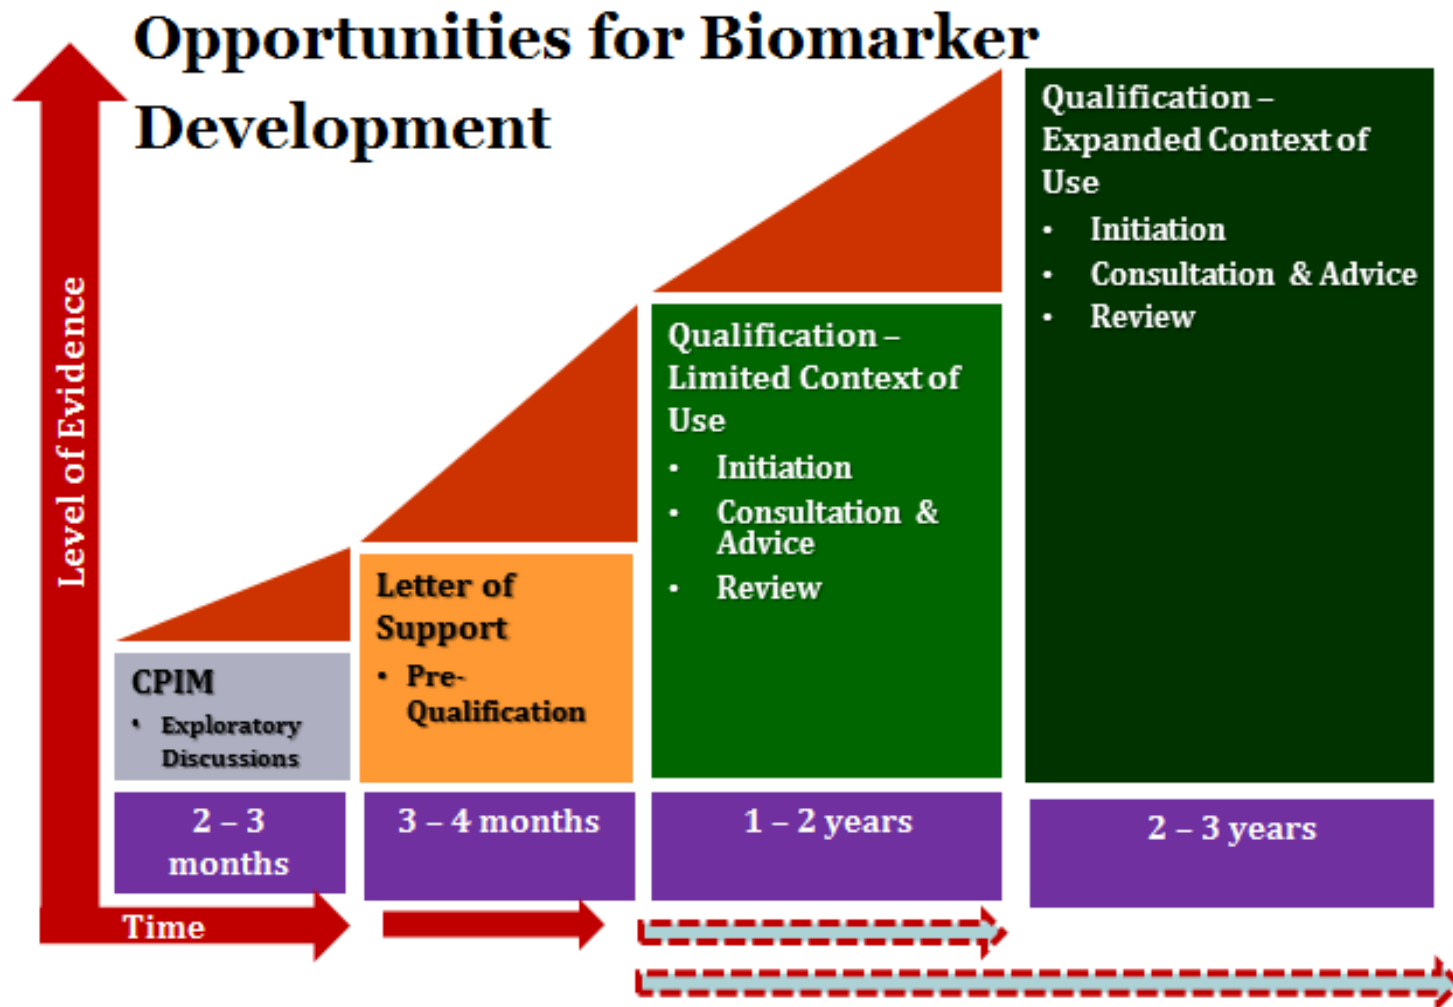 Opportunities for Biomarker
Development
Level of Evidence
CPIM
• Exploratory
Discussions
2 – 3
months
Letter of
Support
• Pre-
Qualification
3 – 4 months
Qualification –
Limited Context of
Use
• Initiation
• Consultation &
Advice
• Review
1 – 2 years
Qualification –
Expanded Context of
Use
• Initiation
• Consultation & Advice
• Review
2 – 3 years
Time